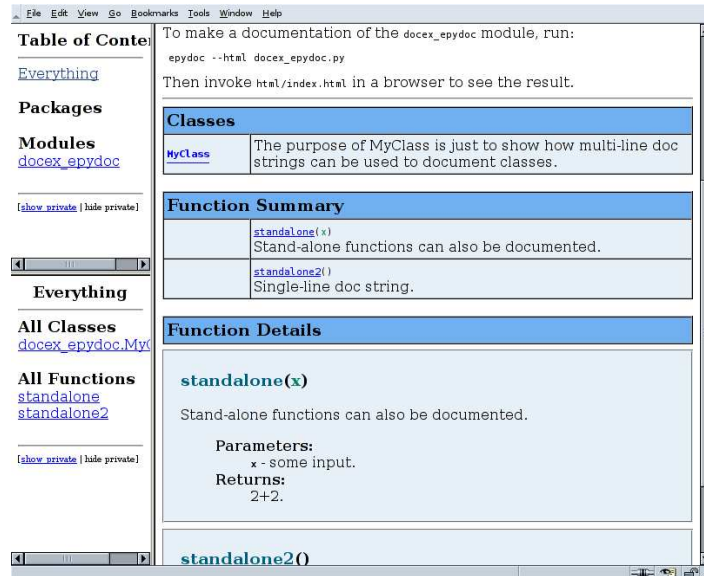 File Edit View Go Bookmarks Tools Window Help
Table of Conte
Everything
Packages
Modules
docex_epydoc
[show private | hide private]
Everything
All Classes
docex_epydoc.MyC
All Functions
standalone
standalone2
[show private | hide private]
To make a documentation of the docex_epydoc module, run:
epydoc --html docex_epydoc.py
Then invoke html/index.html in a browser to see the result.
Classes
MyClass
The purpose of MyClass is just to show how multi-line doc
strings can be used to document classes.
Function Summary
standalone(x)
Stand-alone functions can also be documented.
standalone2()
Single-line doc string.
Function Details
standalone(x)
Stand-alone functions can also be documented.
Parameters:
x - some input.
Returns:
2+2.
standalone2()